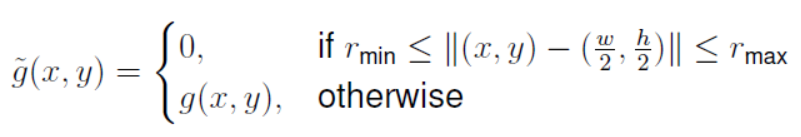 g̃(x, y) = { 0, if r_min ≤ ‖(x, y) − (w/2, h/2)‖ ≤ r_max
g(x, y), otherwise